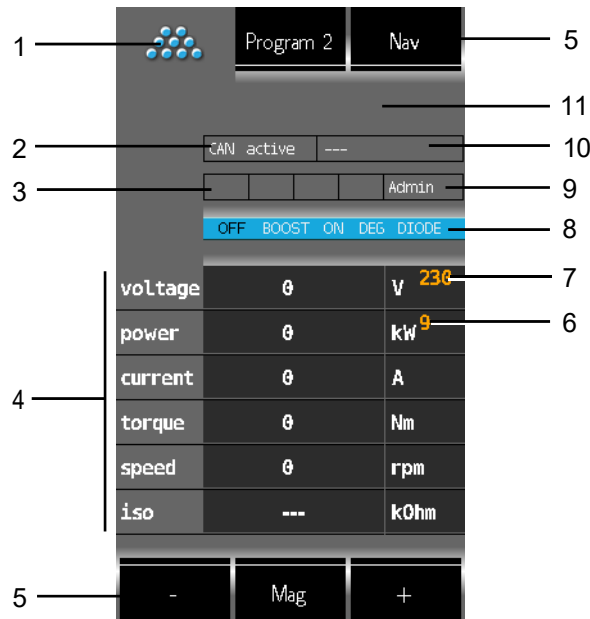 1 Program 2 Nav 5
11
2 CAN active --- 10
3 Admin 9
OFF BOOST ON DEG DIODE 8
voltage 0 V 230 7
power 0 kW 9 6
current 0 A
4
torque 0 Nm
speed 0 rpm
iso --- kOhm
5 - Mag +